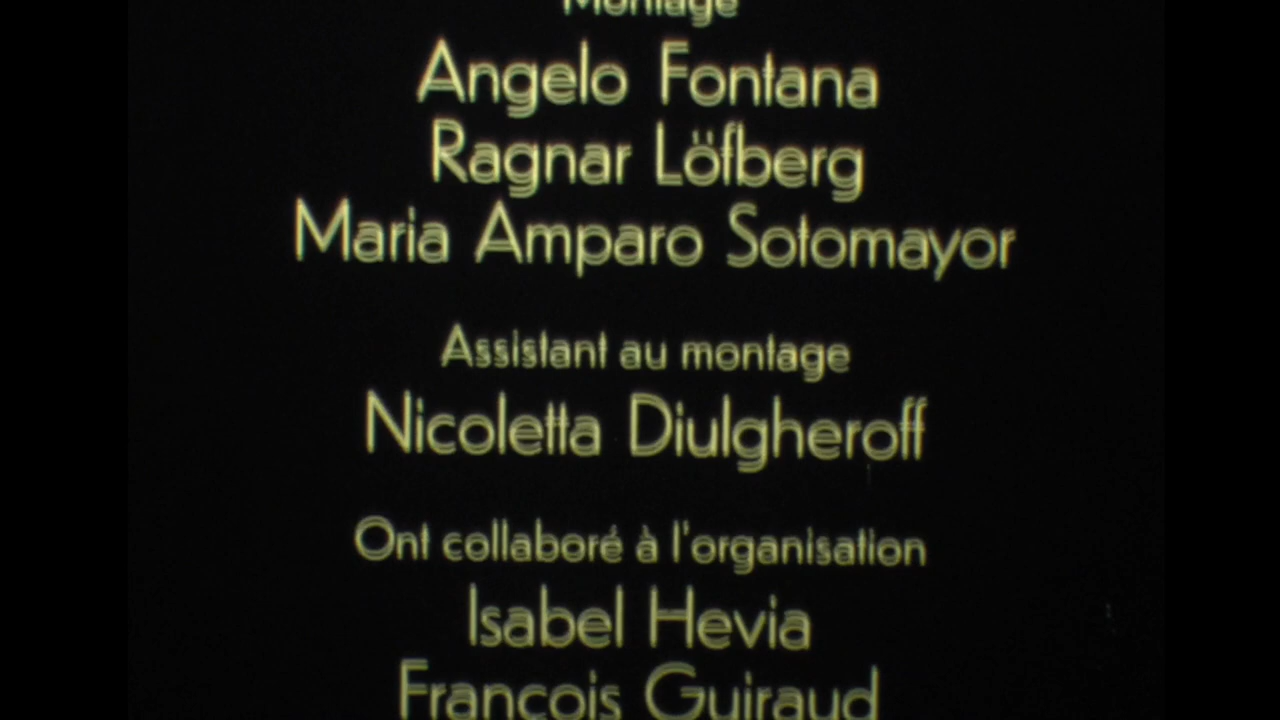 Montage
Angelo Fontana
Ragnar Löfberg
Maria Amparo Sotomayor
Assistant au montage
Nicoletta Diulgheroff
Ont collaboré à l'organisation
Isabel Hevia
François Guiraud